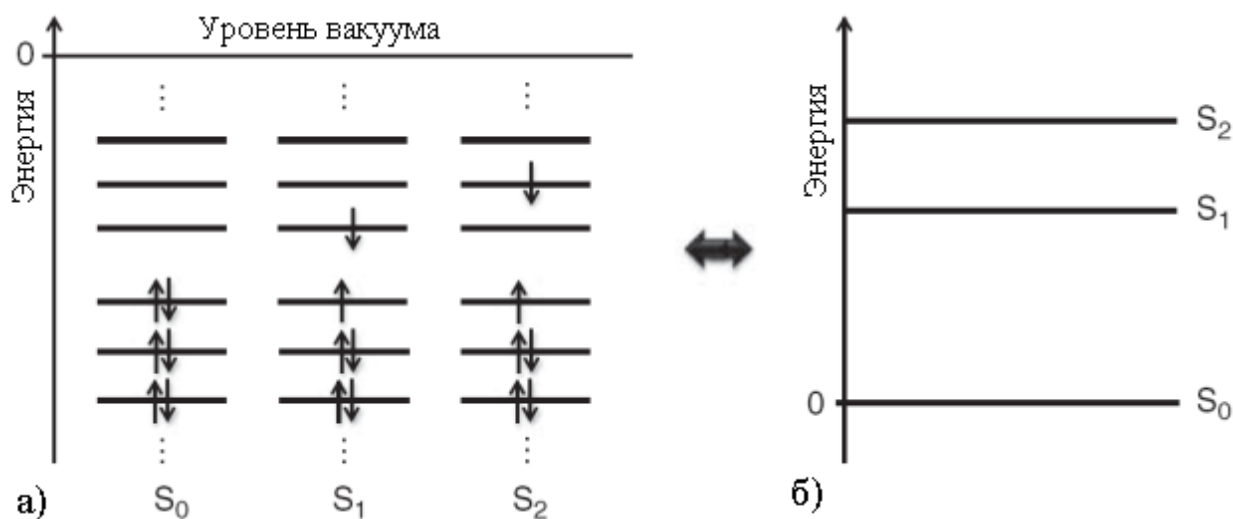 Уровень вакуума
0
Энергия
S₀
S₁
S₂
а)
Энергия
S₂
S₁
0
S₀
б)